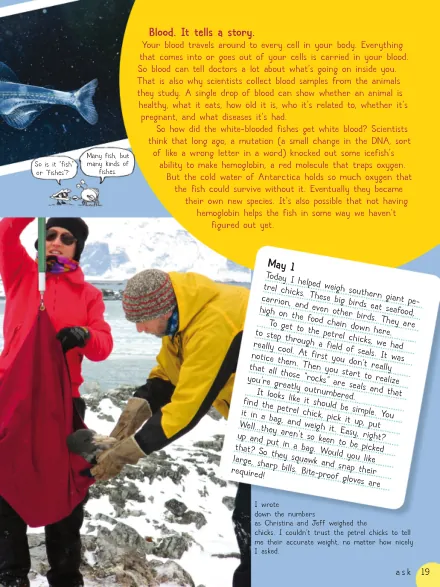 Blood. It tells a story.
Your blood travels around to every cell in your body. Everything
that comes into or goes out of your cells is carried in your blood.
So blood can tell doctors a lot about what's going on inside you.
That is also why scientists collect blood samples from the animals
they study. A single drop of blood can show whether an animal is
healthy, what it eats, how old it is, who it's related to, whether it's
pregnant, and what diseases it's had.
So how did the white-blooded fishes get white blood? Scientists
think that long ago, a mutation (a small change in the DNA, sort
of like a wrong letter in a word) knocked out some icefish's
ability to make hemoglobin, a red molecule that traps oxygen.
But the cold water of Antarctica holds so much oxygen that
the fish could survive without it. Eventually they became
their own new species. It's also possible that not having
hemoglobin helps the fish in some way we haven't
figured out yet.
So is it "fish"
or "fishes"?
Many fish, but
many kinds of
fishes.
May 1
Today I helped weigh southern giant pe-
trel chicks. These big birds eat seafood,
carrion, and even other birds. They are
high on the food chain down here.
To get to the petrel chicks, we had
to step through a field of seals. It was
really cool. At first you don't really
notice them. Then you start to realize
that all those "rocks" are seals and that
you're greatly outnumbered.
It looks like it should be simple. You
find the petrel chick, pick it up, put
it in a bag, and weigh it. Easy, right?
Well...they aren't so keen to be picked
up and put in a bag. Would you like
that? So they squawk and snap their
large, sharp bills. Bite-proof gloves are
required!
I wrote
down the numbers
as Christina and Jeff weighed the
chicks. I couldn't trust the petrel chicks to tell
me their accurate weight, no matter how nicely
I asked.
ask 19